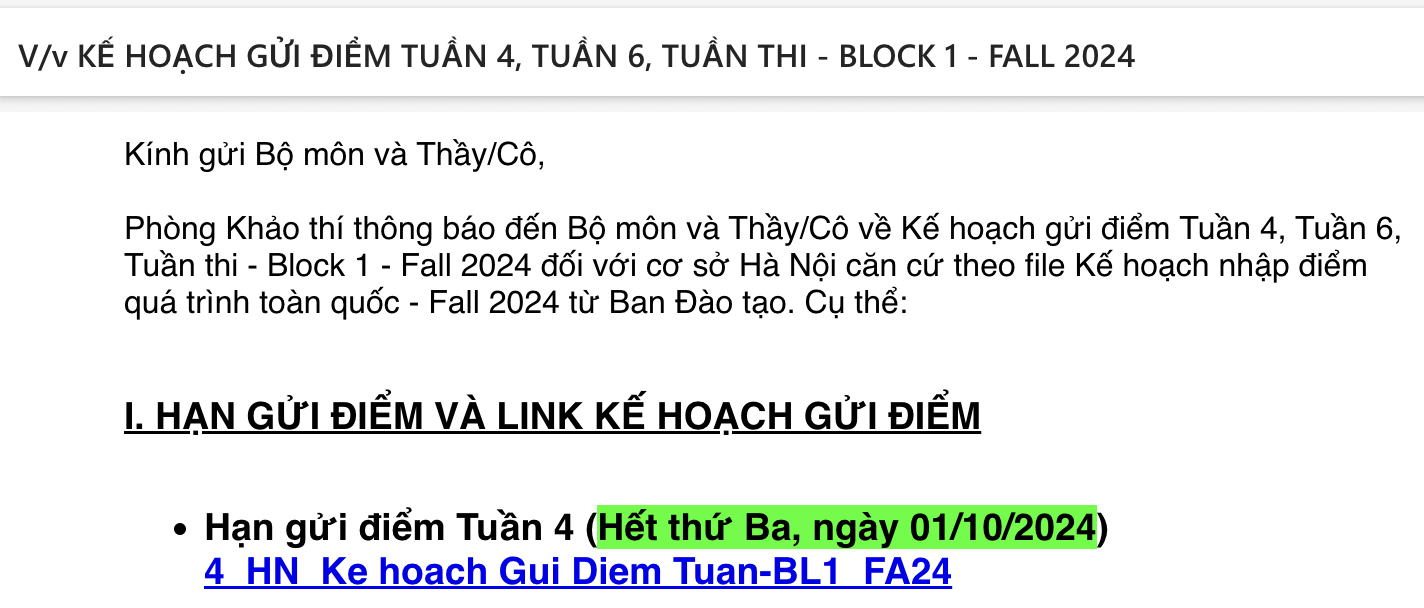 V/v KẾ HOẠCH GỬI ĐIỂM TUẦN 4, TUẦN 6, TUẦN THI - BLOCK 1 - FALL 2024
Kính gửi Bộ môn và Thầy/Cô,
Phòng Khảo thí thông báo đến Bộ môn và Thầy/Cô về Kế hoạch gửi điểm Tuần 4, Tuần 6,
Tuần thi - Block 1 - Fall 2024 đối với cơ sở Hà Nội căn cứ theo file Kế hoạch nhập điểm
quá trình toàn quốc - Fall 2024 từ Ban Đào tạo. Cụ thể:
I. HẠN GỬI ĐIỂM VÀ LINK KẾ HOẠCH GỬI ĐIỂM
• Hạn gửi điểm Tuần 4 (Hết thứ Ba, ngày 01/10/2024)
4_HN_Ke hoach Gui Diem Tuan-BL1_FA24